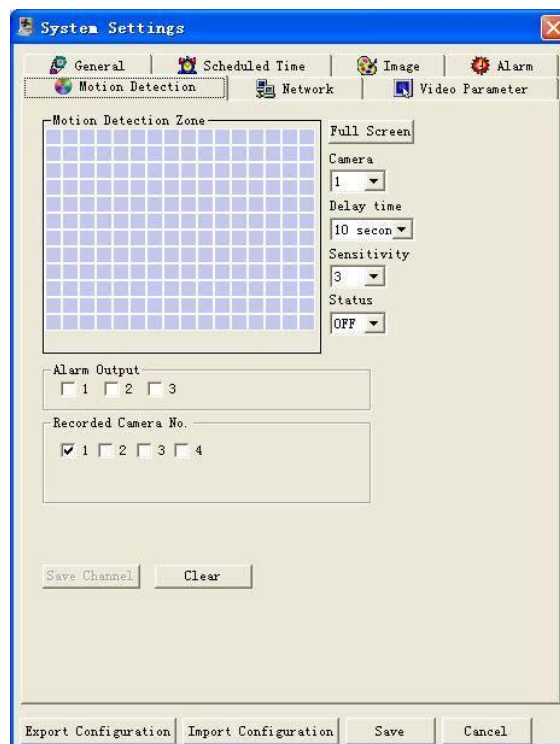 System Settings
General Scheduled Time Image Alarm
Motion Detection Network Video Parameter
Motion Detection Zone
Full Screen
Camera
1
Delay time
10 secon
Sensitivity
3
Status
OFF
Alarm Output
1 2 3
Recorded Camera No.
1 2 3 4
Save Channel Clear
Export Configuration Import Configuration Save Cancel